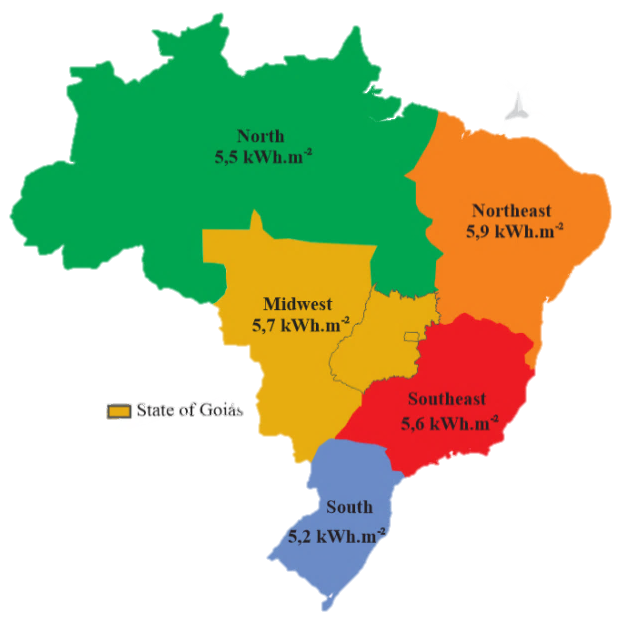 North
5,5 kWh.m⁻²
Northeast
5,9 kWh.m⁻²
Midwest
5,7 kWh.m⁻²
State of Goiás
Southeast
5,6 kWh.m⁻²
South
5,2 kWh.m⁻²